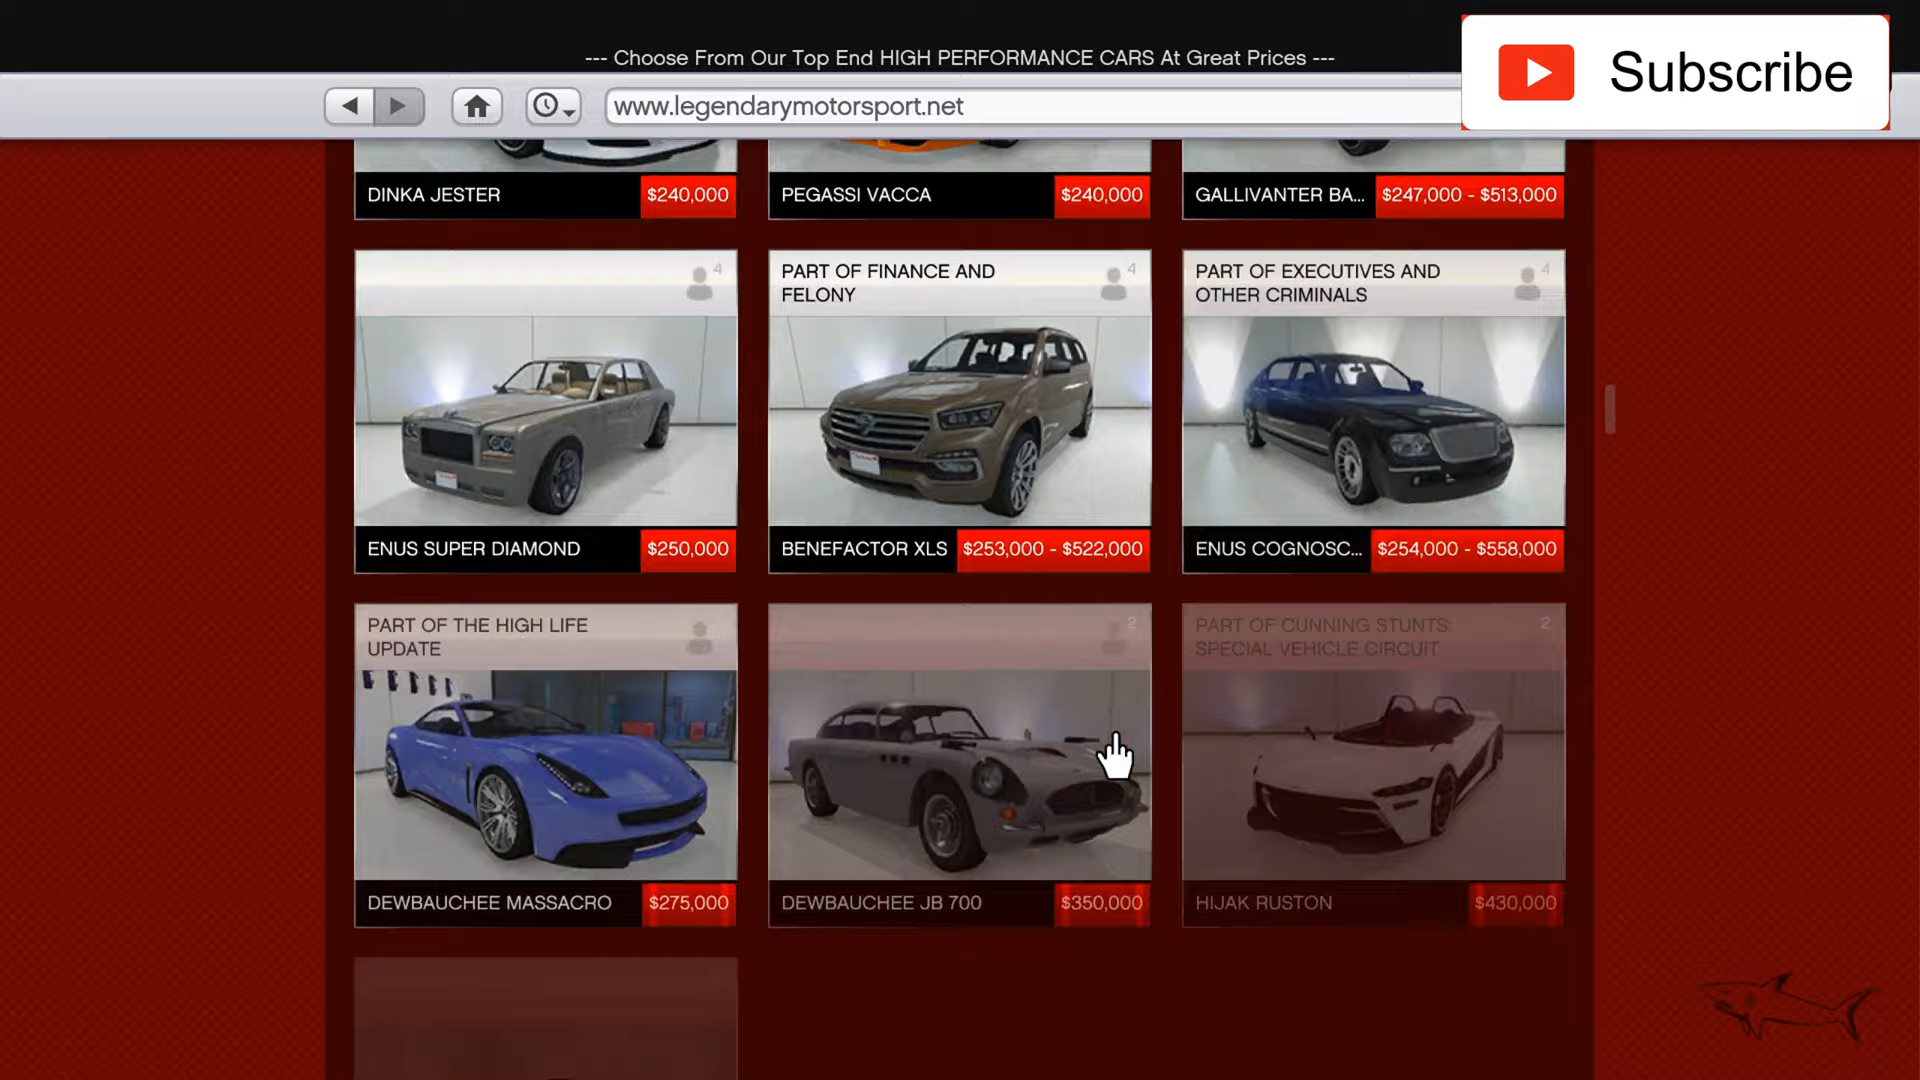 --- Choose From Our Top End HIGH PERFORMANCE CARS At Great Prices ---
Subscribe
www.legendarymotorsport.net
DINKA JESTER $240,000
PEGASSI VACCA $240,000
GALLIVANTER BA... $247,000 - $513,000
4
PART OF FINANCE AND
FELONY
4
PART OF EXECUTIVES AND
OTHER CRIMINALS
4
ENUS SUPER DIAMOND $250,000
BENEFACTOR XLS $253,000 - $522,000
ENUS COGNOSC... $254,000 - $558,000
PART OF THE HIGH LIFE
UPDATE
2
PART OF CUNNING STUNTS:
SPECIAL VEHICLE CIRCUIT
2
DEWBAUCHEE MASSACRO $275,000
DEWBAUCHEE JB 700 $350,000
HIJAK RUSTON $430,000